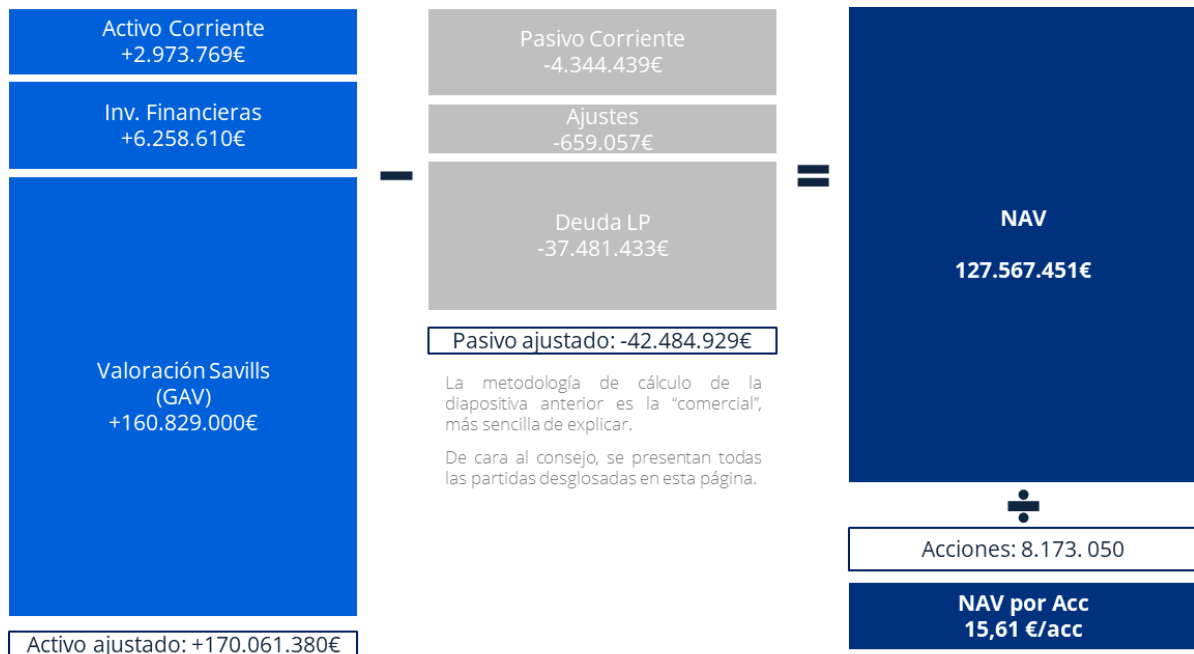 Activo Corriente
+2.973.769€
Inv. Financieras
+6.258.610€
Valoración Savills
(GAV)
+160.829.000€
Activo ajustado: +170.061.380€
Pasivo Corriente
-4.344.439€
Ajustes
-659.057€
Deuda LP
-37.481.433€
Pasivo ajustado: -42.484.929€
La metodología de cálculo de la
diapositiva anterior es la “comercial”,
más sencilla de explicar.
De cara al consejo, se presentan todas
las partidas desglosadas en esta página.
NAV
127.567.451€
Acciones: 8.173. 050
NAV por Acc
15,61 €/acc